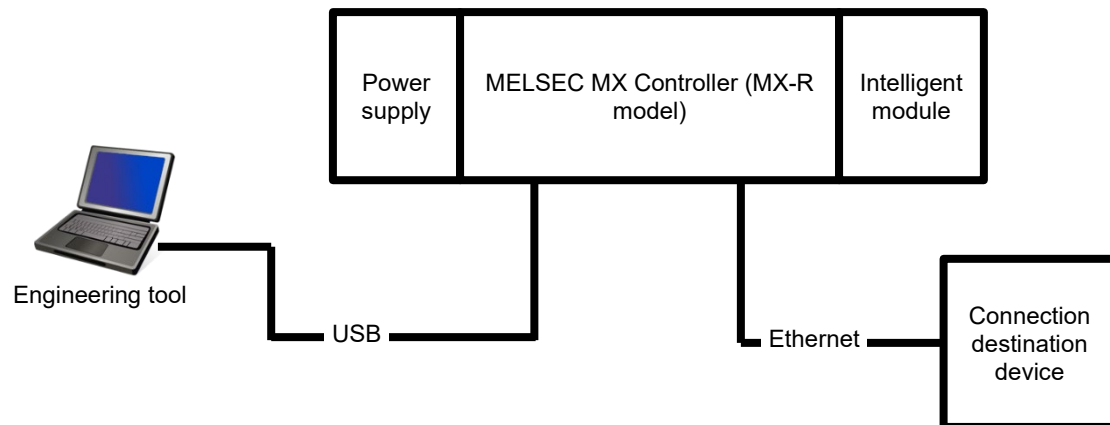 Power
supply
MELSEC MX Controller (MX-R
model)
Intelligent
module
Engineering tool
USB
Ethernet
Connection
destination
device